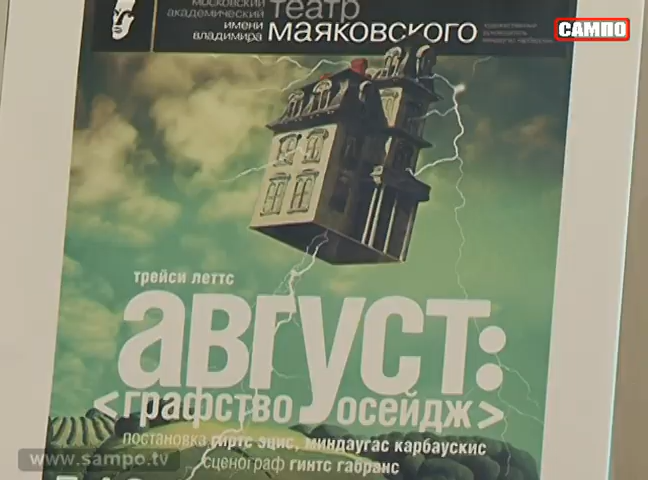 московский
академический
имени
владимира
театр
маяковского
САМПО
трейси леттс
август:
<графство осейдж>
постановка гиртс эцис, миндаугас карбаускис
сценограф гинтс габранс
www.sampo.tv